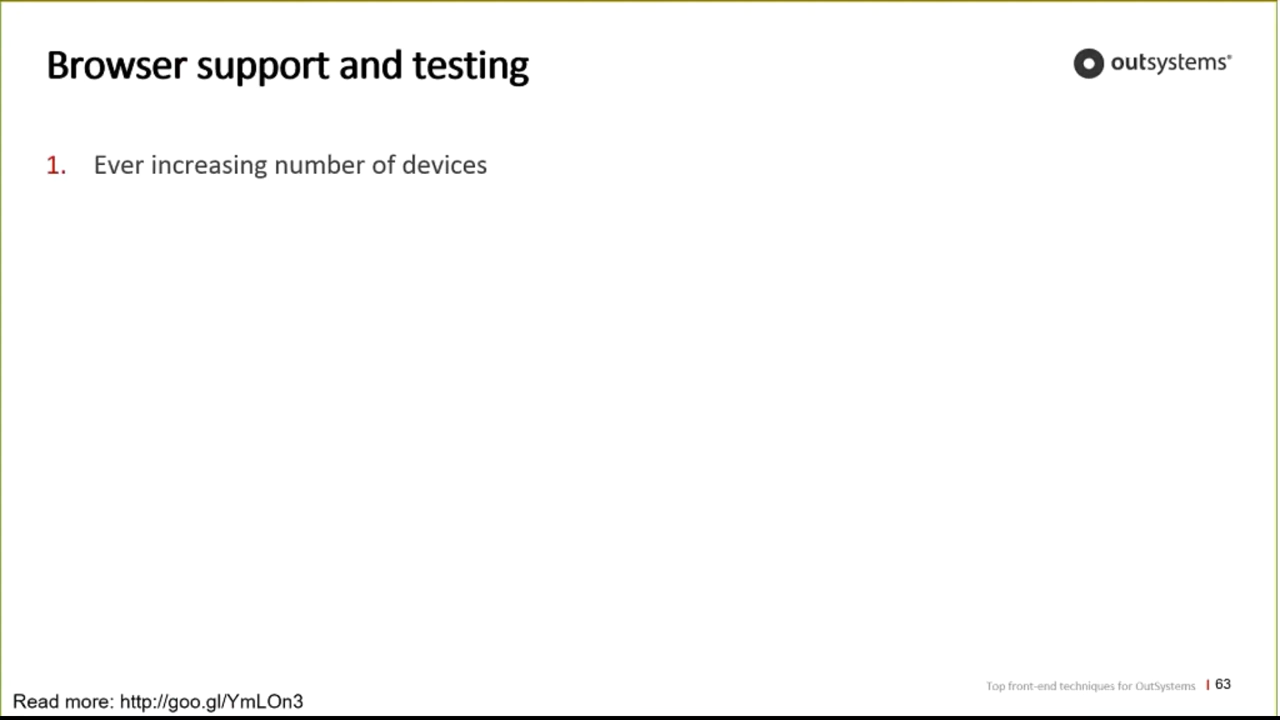 Browser support and testing
outsystems®
1. Ever increasing number of devices
Top front-end techniques for OutSystems | 63
Read more: http://goo.gl/YmLOn3